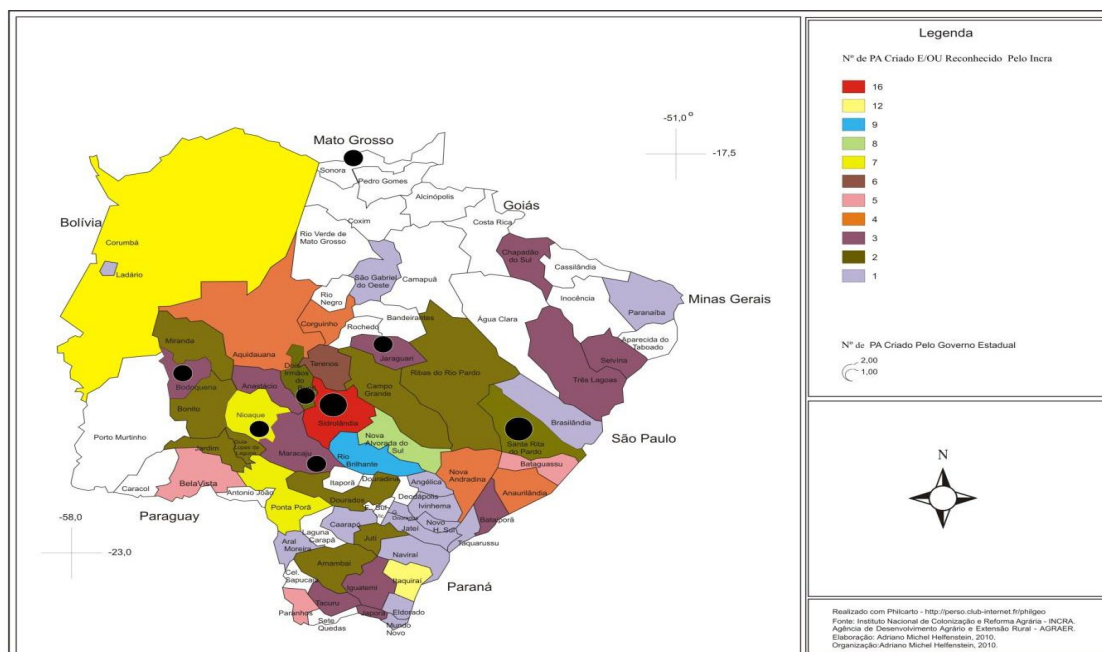 Legenda
Nº de PA Criado E/OU Reconhecido Pelo Incra
16
12
9
8
7
6
5
4
3
2
1
Nº de PA Criado Pelo Governo Estadual
2,00
1,00
N
Realizado com Philcarto - http://perso.club-internet.fr/philgeo
Fonte: Instituto Nacional de Colonização e Reforma Agrária - INCRA.
Agência de Desenvolvimento Agrário e Extensão Rural - AGRAER.
Elaboração: Adriano Michel Helfenstein, 2010.
Organização:Adriano Michel Helfenstein, 2010.
-51,0 º
-17,5
Mato Grosso
Sonora
Pedro Gomes
Alcinópolis
Goiás
Costa Rica
Coxim
Bolívia
Rio Verde de
Mato Grosso
Corumbá
Ladário
Chapadão
do Sul
Cassilândia
São Gabriel
do Oeste
Camapuã
Inocência
Minas Gerais
Paranaíba
Rio
Negro
Bandeirantes
Água Clara
Aparecida do
Taboado
Corguinho
Rochedo
Miranda
Aquidauana
Jaraguari
Selvíria
Terenos
Dois
Irmãos do
Ribas do Rio Pardo
Três Lagoas
Bodoquena
Anastácio
Campo
Grande
Bonito
Nioaque
Sidrolândia
Brasilândia
Porto Murtinho
Nova
Alvorada do
Sul
São Paulo
Santa Rita
do Pardo
Jardim
Maracaju
Rio
Brilhante
Bataguassu
Caracol
BelaVista
Nova
Andradina
Itaporã
Douradina
Angélica
Anaurilândia
Antonio João
Deodápolis
Ivinhema
Paraguay
Ponta Porã
Dourados
-58,0
-23,0
Caarapó
Jateí
Novo
H. Sul
Taquarussu
Laguna
Carapã
Aral
Moreira
Juti
Naviraí
Amambai
Paraná
Cel.
Sapucaia
Iguatemi
Itaquiraí
Tacuru
Paranhos
Japorã
Eldorado
Sete
Quedas
Mundo
Novo